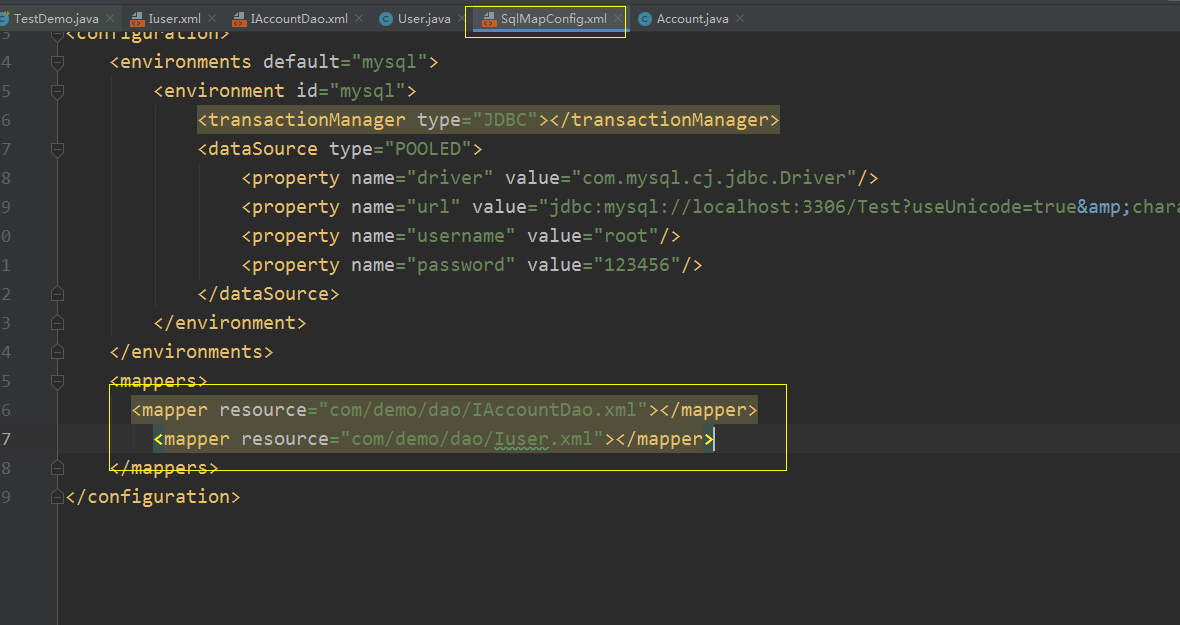 TestDemo.java Iuser.xml IAccountDao.xml User.java SqlMapConfig.xml Account.java
3 <configuration>
4 <environments default="mysql">
5 <environment id="mysql">
6 <transactionManager type="JDBC"></transactionManager>
7 <dataSource type="POOLED">
8 <property name="driver" value="com.mysql.cj.jdbc.Driver"/>
9 <property name="url" value="jdbc:mysql://localhost:3306/Test?useUnicode=true&amp;chara
0 <property name="username" value="root"/>
1 <property name="password" value="123456"/>
2 </dataSource>
3 </environment>
4 </environments>
5 <mappers>
6 <mapper resource="com/demo/dao/IAccountDao.xml"></mapper>
7 <mapper resource="com/demo/dao/Iuser.xml"></mapper>
8 </mappers>
9 </configuration>